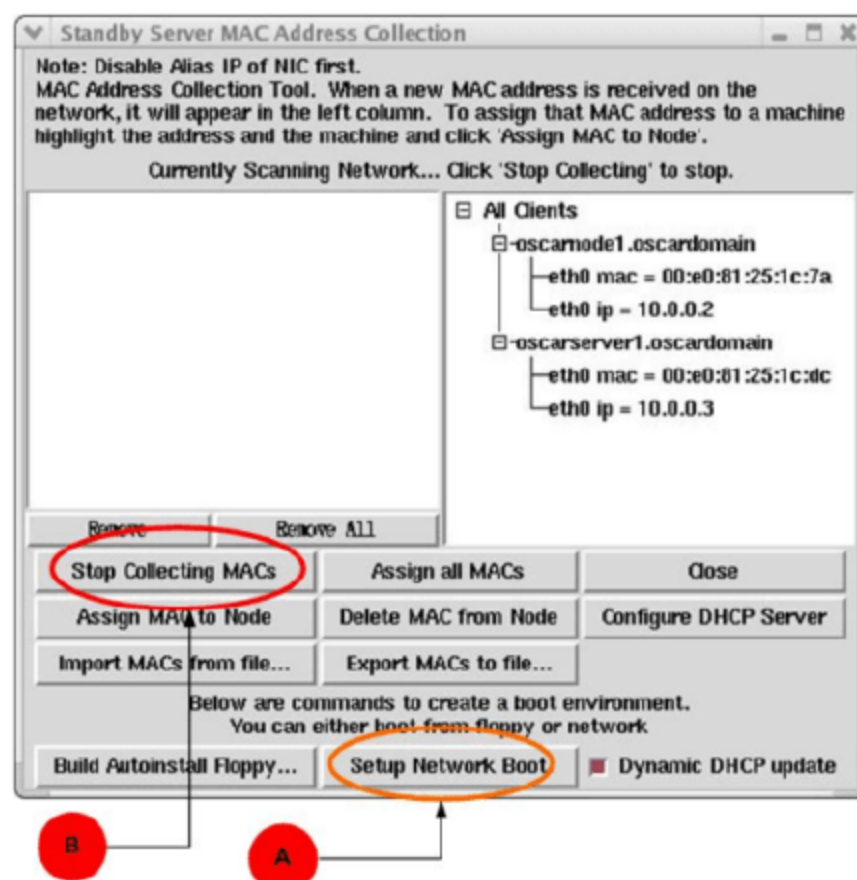 Standby Server MAC Address Collection
Note: Disable Alias IP of NIC first.
MAC Address Collection Tool. When a new MAC address is received on the
network, it will appear in the left column. To assign that MAC address to a machine
highlight the address and the machine and click 'Assign MAC to Node'.
Currently Scanning Network... Click 'Stop Collecting' to stop.
All Clients
oscarnode1.oscardomain
eth0 mac = 00:e0:81:25:1c:7a
eth0 ip = 10.0.0.2
oscarserver1.oscardomain
eth0 mac = 00:e0:81:25:1c:dc
eth0 ip = 10.0.0.3
Remove Remove All
Stop Collecting MACs Assign all MACs Close
Assign MAC to Node Delete MAC from Node Configure DHCP Server
Import MACs from file... Export MACs to file...
Below are commands to create a boot environment.
You can either boot from floppy or network
Build Autoinstall Floppy... Setup Network Boot Dynamic DHCP update
B A